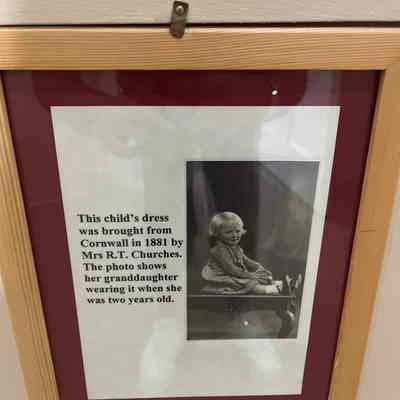 This child's dress
was brought from
Cornwall in 1881 by
Mrs R.T. Churches.
The photo shows
her granddaughter
wearing it when she
was two years old.